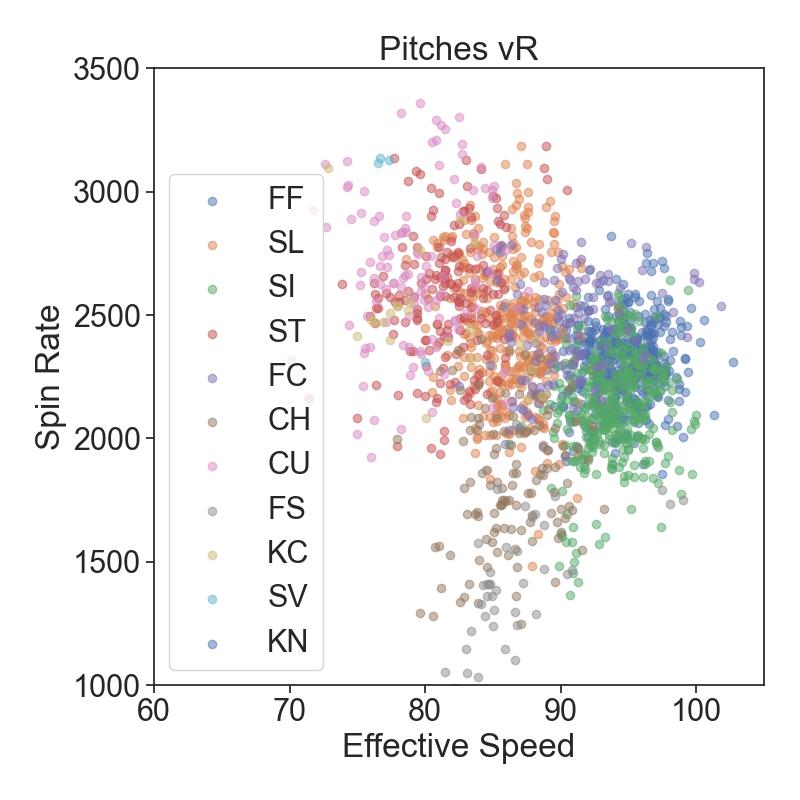 Pitches vR
3500
3000
2500
2000
1500
1000
Spin Rate
FF
SL
SI
ST
FC
CH
CU
FS
KC
SV
KN
60 70 80 90 100
Effective Speed